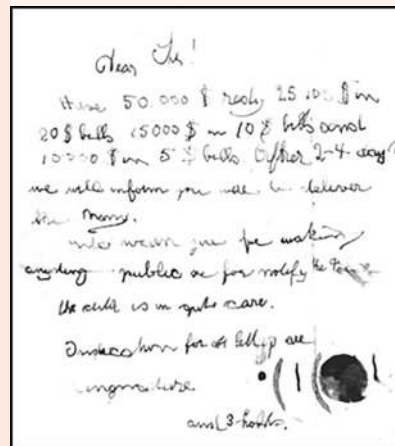 Dear Sir!
Have 50.000 $ redy 25 000 $ in
20 $ bills 15000 $ in 10 $ bills and
10000 $ in 5 $ bills After 2-4 days
we will inform you were to deliver
the Mony.
We warn you for making
anyding public or for notify the
the child is in gute care.
Indication for all letters are
singnature
and 3 holds.